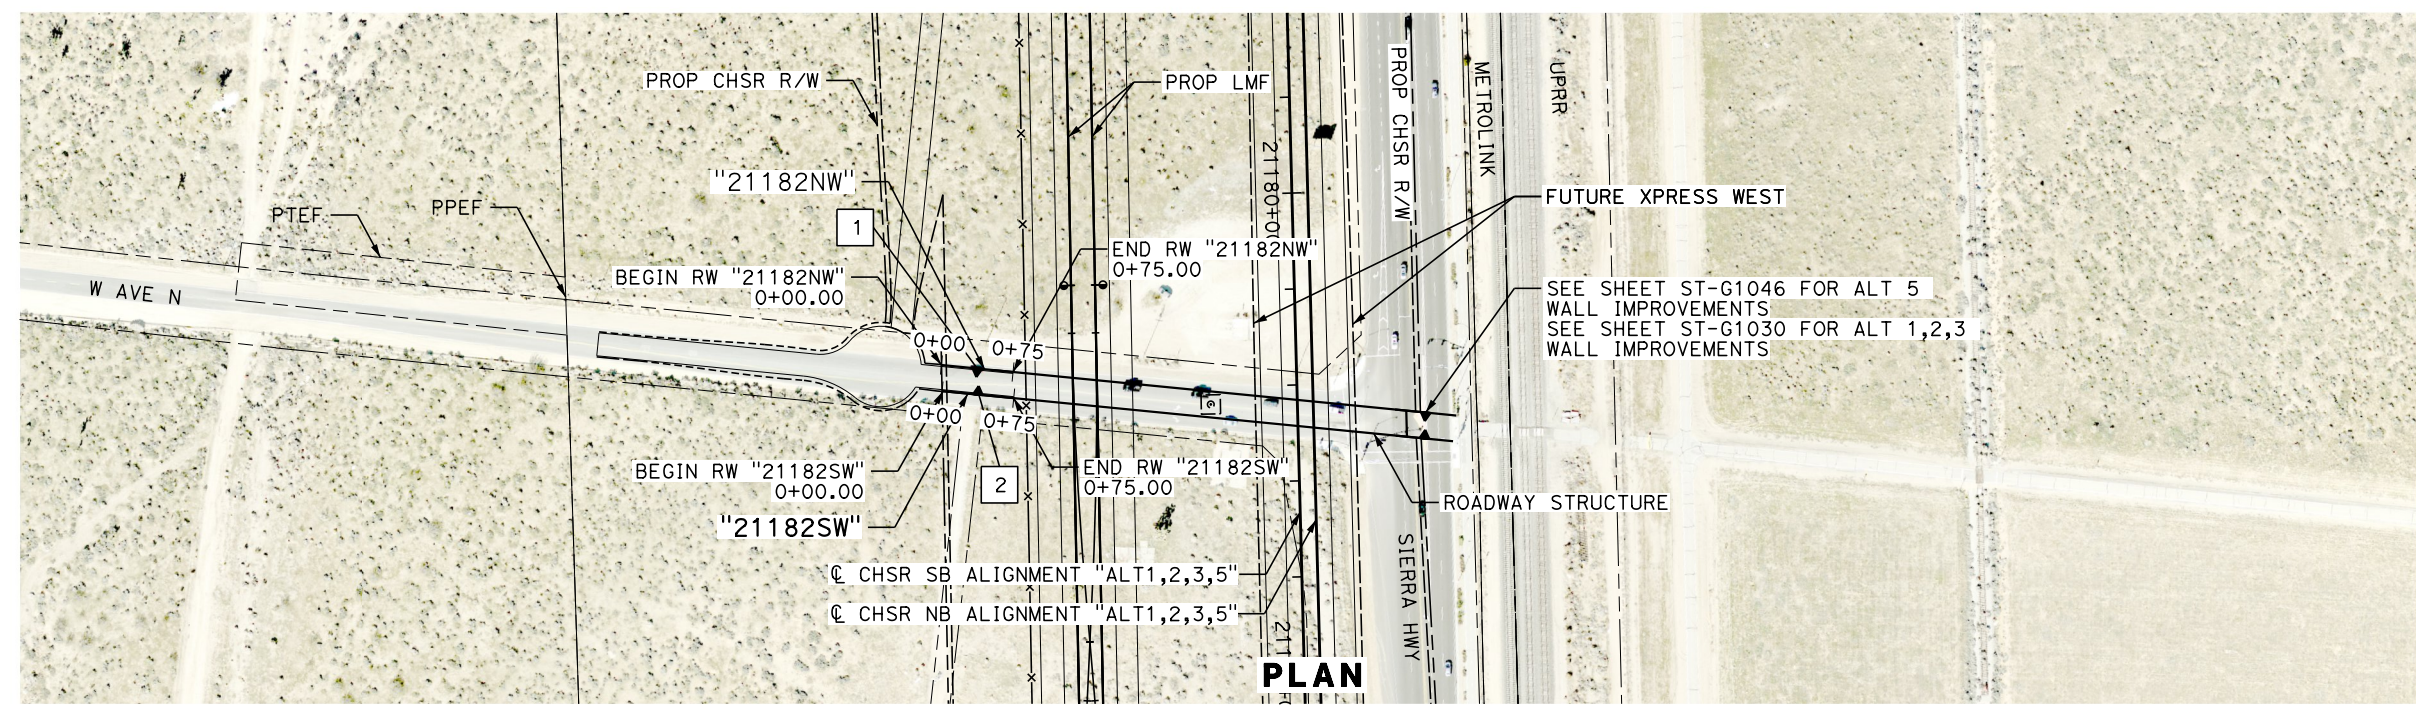 PROP CHSR R/W
PROP LMF
PROP CHSR R/W
METROLINK
UPRR
"21182NW"
1
21180+0
FUTURE XPRESS WEST
PTEF
PPEF
END RW "21182NW"
0+75.00
BEGIN RW "21182NW"
0+00.00
W AVE N
SEE SHEET ST-G1046 FOR ALT 5
WALL IMPROVEMENTS
SEE SHEET ST-G1030 FOR ALT 1,2,3
WALL IMPROVEMENTS
0+00
0+75
0+00
0+75
BEGIN RW "21182SW"
0+00.00
END RW "21182SW"
0+75.00
2
"21182SW"
ROADWAY STRUCTURE
SIERRA HWY
℄ CHSR SB ALIGNMENT "ALT1,2,3,5"
℄ CHSR NB ALIGNMENT "ALT1,2,3,5"
PLAN